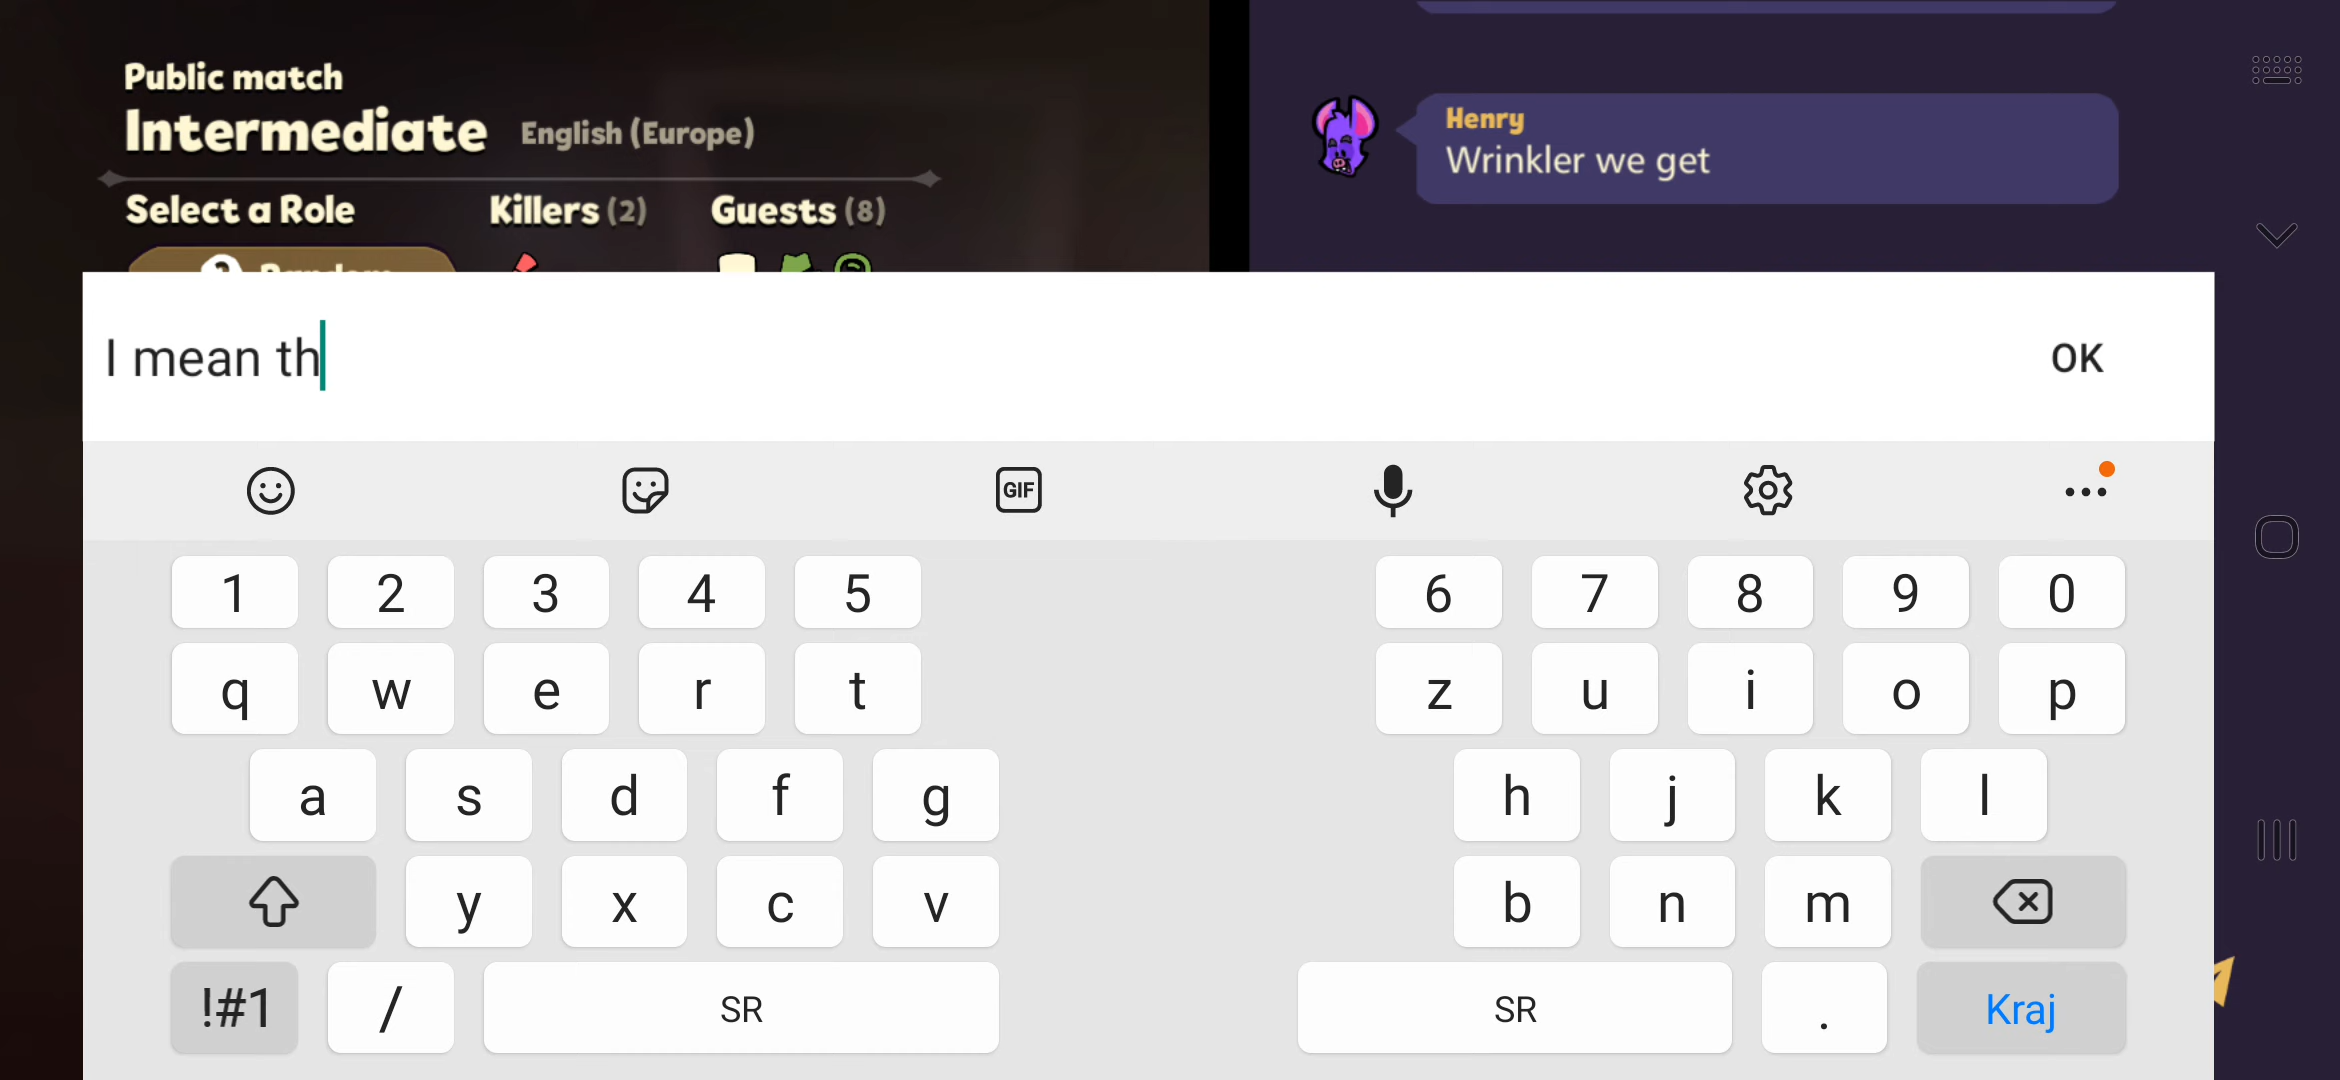 Public match
Intermediate English (Europe)
Select a Role Killers (2) Guests (8)
Random
Henry
Wrinkler we get
I mean th
OK
GIF
1 2 3 4 5 6 7 8 9 0
q w e r t z u i o p
a s d f g h j k l
y x c v b n m
!#1 / SR SR . Kraj